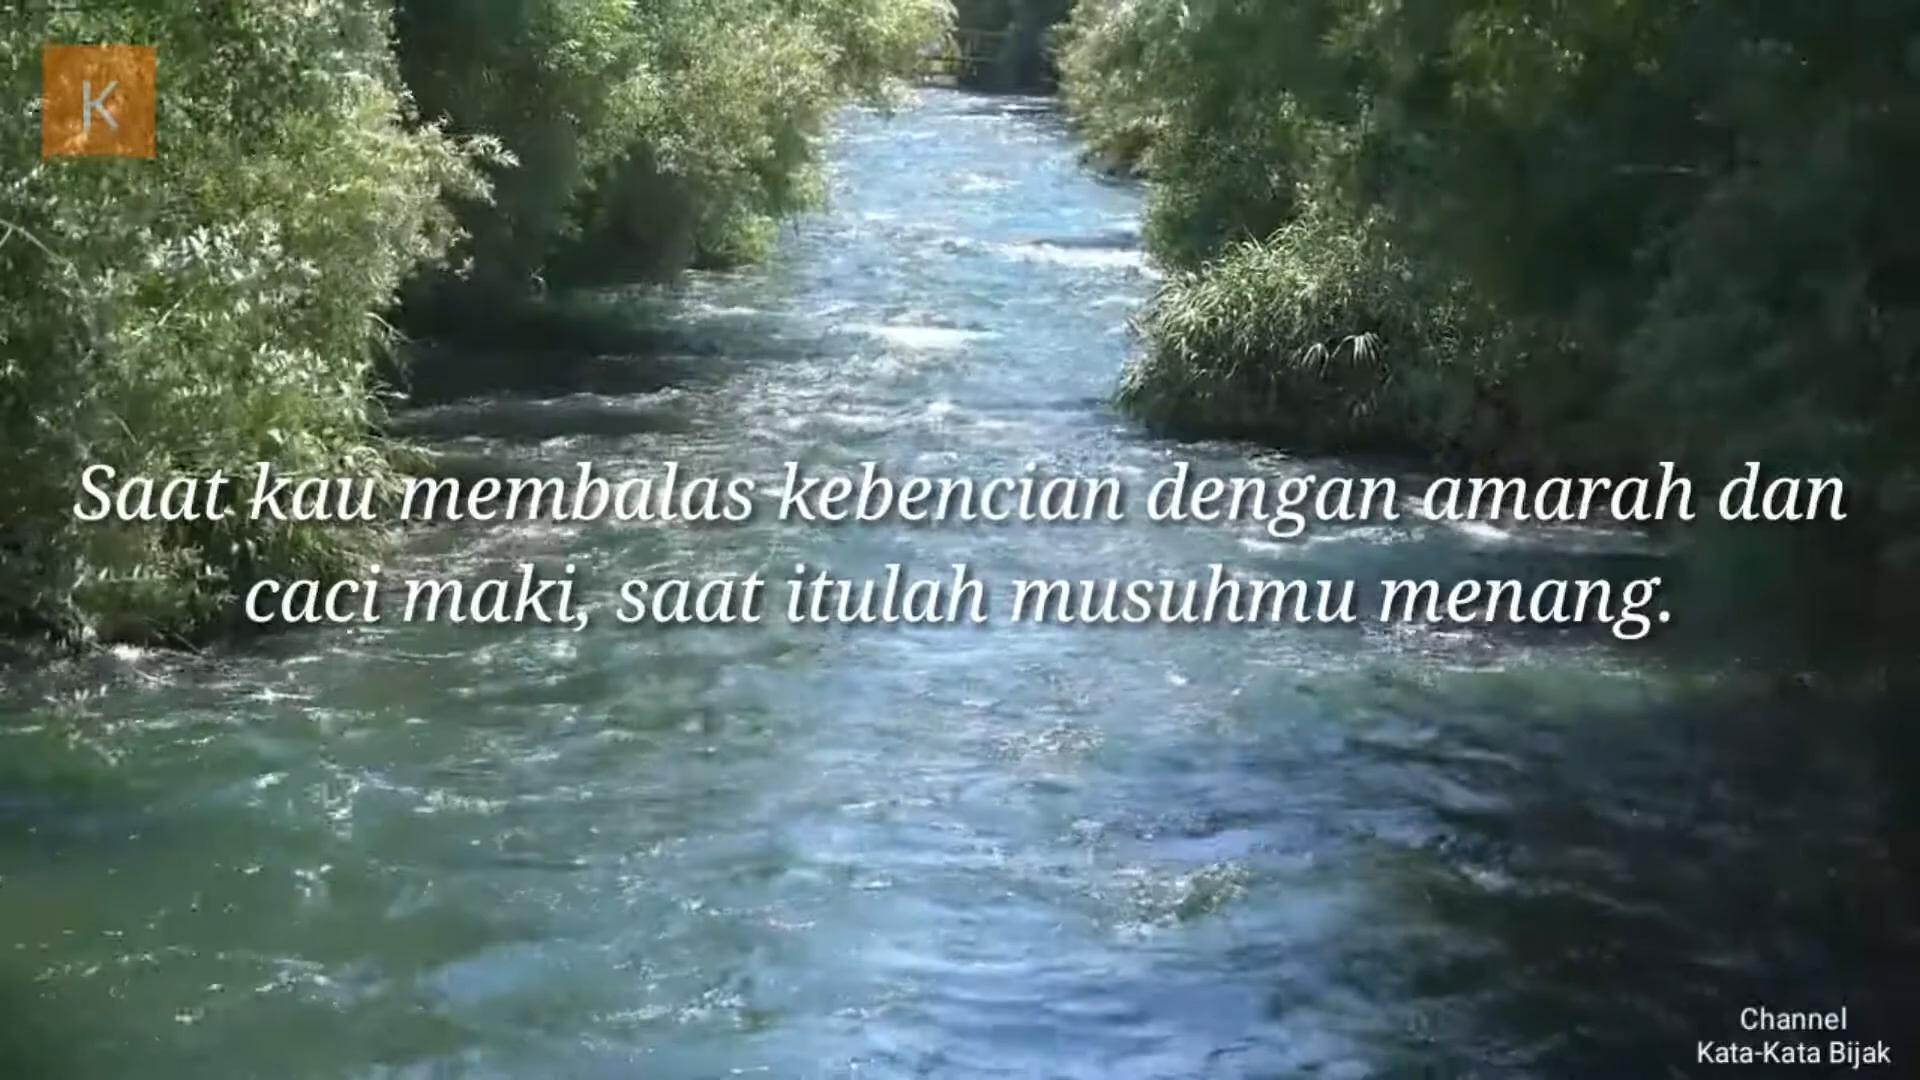 K
Saat kau membalas kebencian dengan amarah dan
caci maki, saat itulah musuhmu menang.
Channel
Kata-Kata Bijak